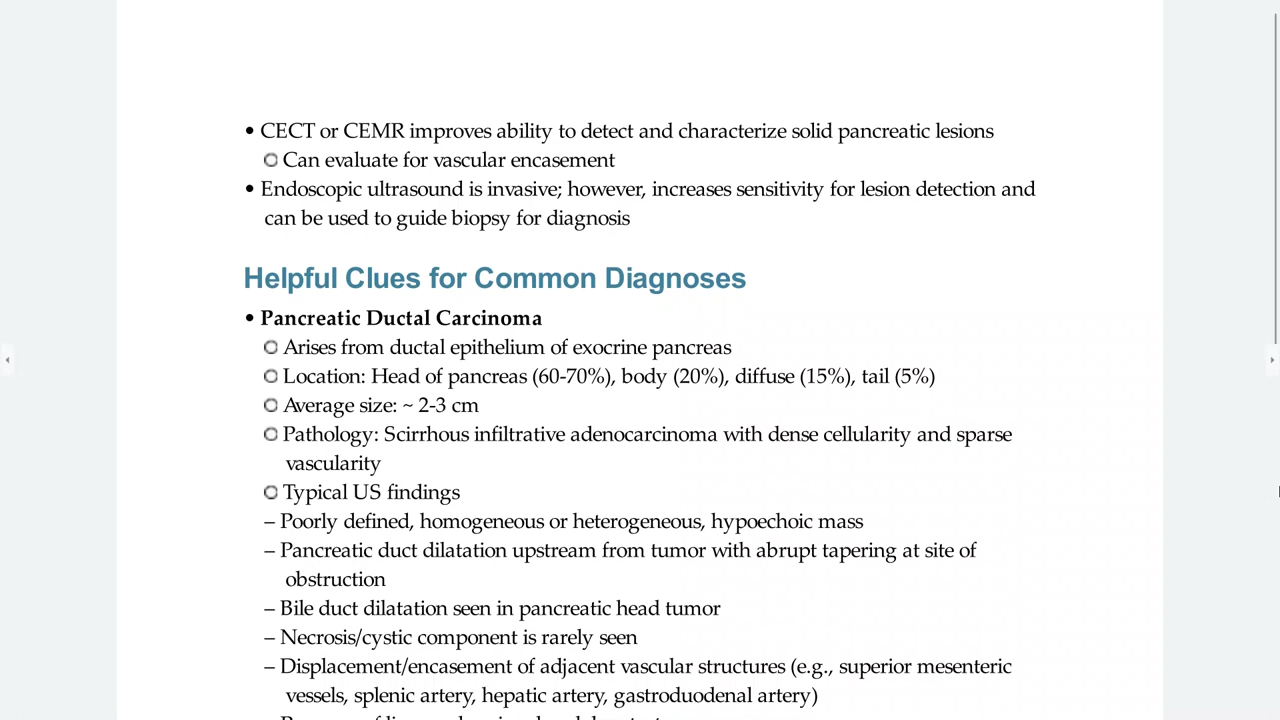 • CECT or CEMR improves ability to detect and characterize solid pancreatic lesions
○ Can evaluate for vascular encasement
• Endoscopic ultrasound is invasive; however, increases sensitivity for lesion detection and
can be used to guide biopsy for diagnosis
Helpful Clues for Common Diagnoses
• Pancreatic Ductal Carcinoma
○ Arises from ductal epithelium of exocrine pancreas
○ Location: Head of pancreas (60-70%), body (20%), diffuse (15%), tail (5%)
○ Average size: ~ 2-3 cm
○ Pathology: Scirrhous infiltrative adenocarcinoma with dense cellularity and sparse
vascularity
○ Typical US findings
– Poorly defined, homogeneous or heterogeneous, hypoechoic mass
– Pancreatic duct dilatation upstream from tumor with abrupt tapering at site of
obstruction
– Bile duct dilatation seen in pancreatic head tumor
– Necrosis/cystic component is rarely seen
– Displacement/encasement of adjacent vascular structures (e.g., superior mesenteric
vessels, splenic artery, hepatic artery, gastroduodenal artery)